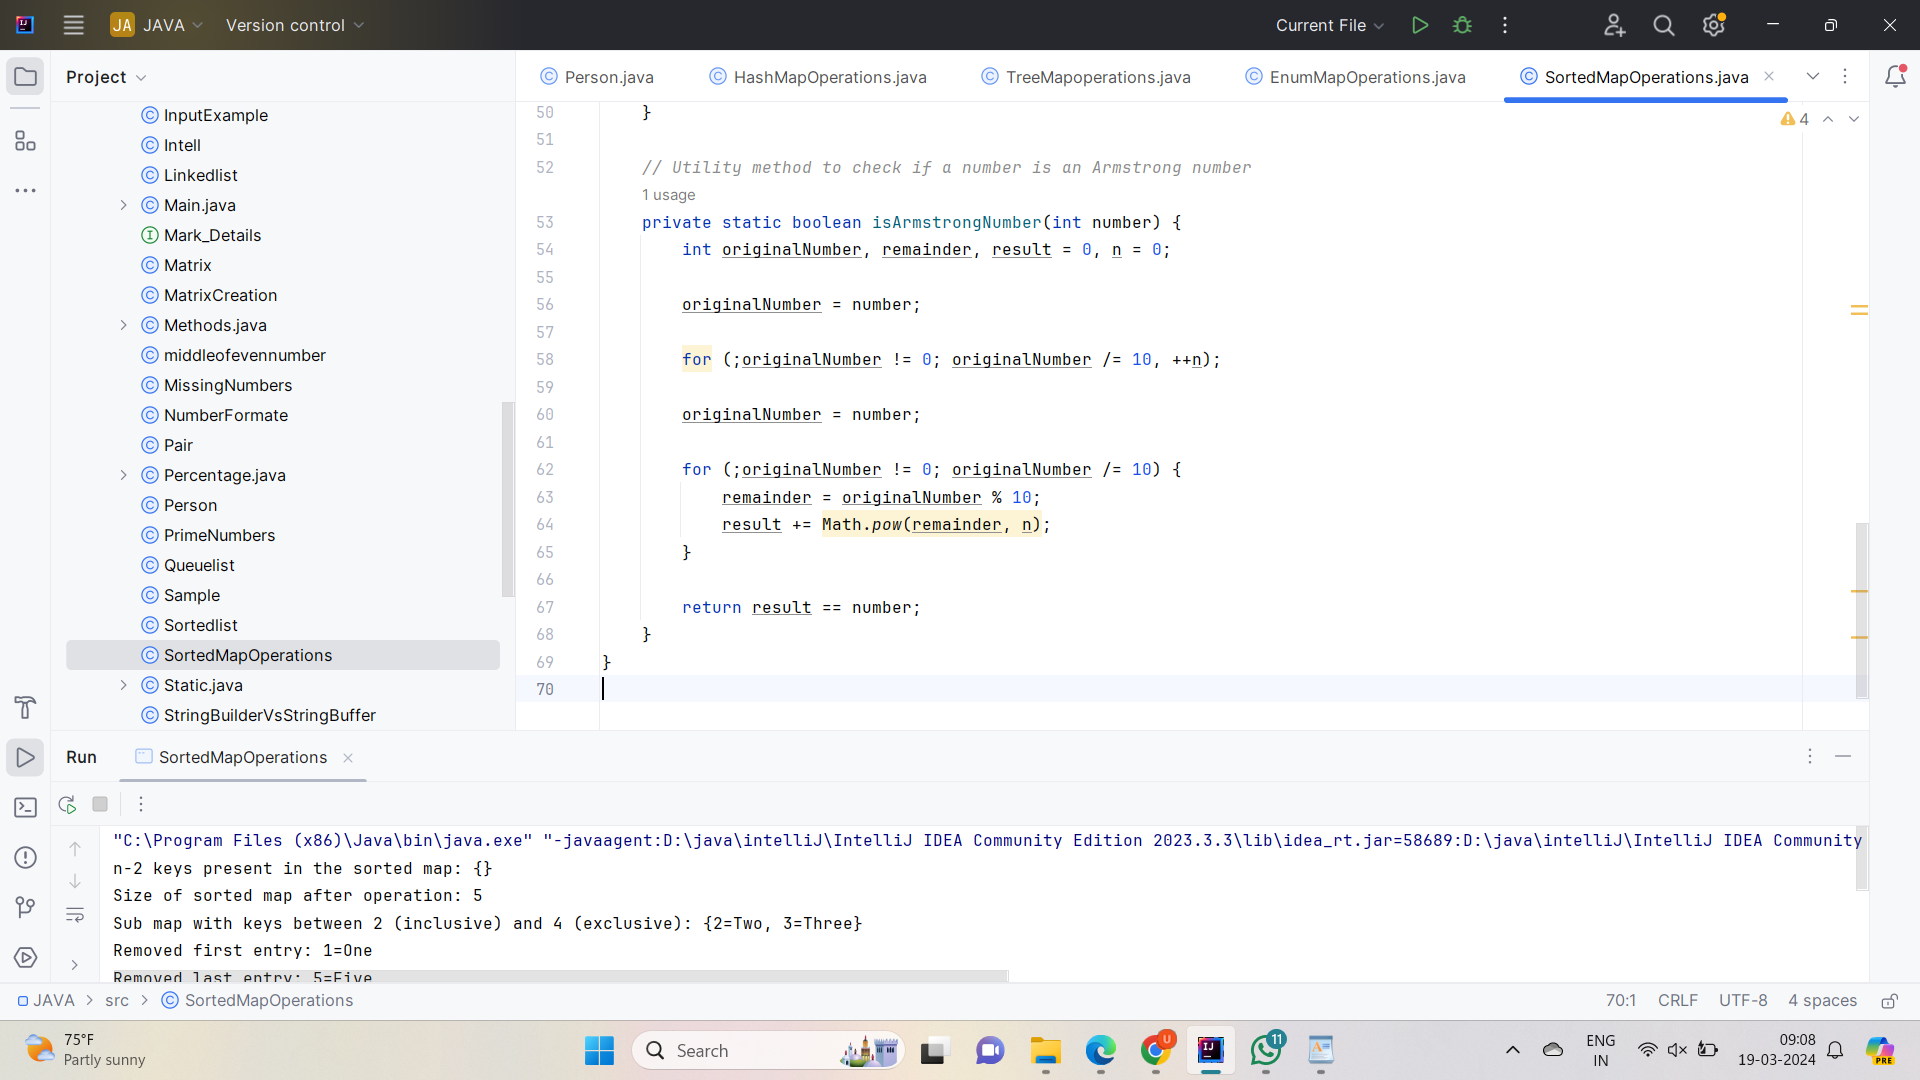 JA JAVA Version control Current File
Project
Person.java HashMapOperations.java TreeMapoperations.java EnumMapOperations.java SortedMapOperations.java
InputExample
Intell
Linkedlist
Main.java
Mark_Details
Matrix
MatrixCreation
Methods.java
middleofevennumber
MissingNumbers
NumberFormate
Pair
Percentage.java
Person
PrimeNumbers
Queuelist
Sample
Sortedlist
SortedMapOperations
Static.java
StringBuilderVsStringBuffer
4
50 }
51
52 // Utility method to check if a number is an Armstrong number
1 usage
53 private static boolean isArmstrongNumber(int number) {
54 int originalNumber, remainder, result = 0, n = 0;
55
56 originalNumber = number;
57
58 for (;originalNumber != 0; originalNumber /= 10, ++n);
59
60 originalNumber = number;
61
62 for (;originalNumber != 0; originalNumber /= 10) {
63 remainder = originalNumber % 10;
64 result += Math.pow(remainder, n);
65 }
66
67 return result == number;
68 }
69 }
70
Run SortedMapOperations
"C:\Program Files (x86)\Java\bin\java.exe" "-javaagent:D:\java\intelliJ\IntelliJ IDEA Community Edition 2023.3.3\lib\idea_rt.jar=58689:D:\java\intelliJ\IntelliJ IDEA Community
n-2 keys present in the sorted map: {}
Size of sorted map after operation: 5
Sub map with keys between 2 (inclusive) and 4 (exclusive): {2=Two, 3=Three}
Removed first entry: 1=One
Removed last entry: 5=Five
JAVA > src > SortedMapOperations 70:1 CRLF UTF-8 4 spaces
75°F
Partly sunny
Search
U
IJ
11
PRE
ENG
IN
09:08
19-03-2024